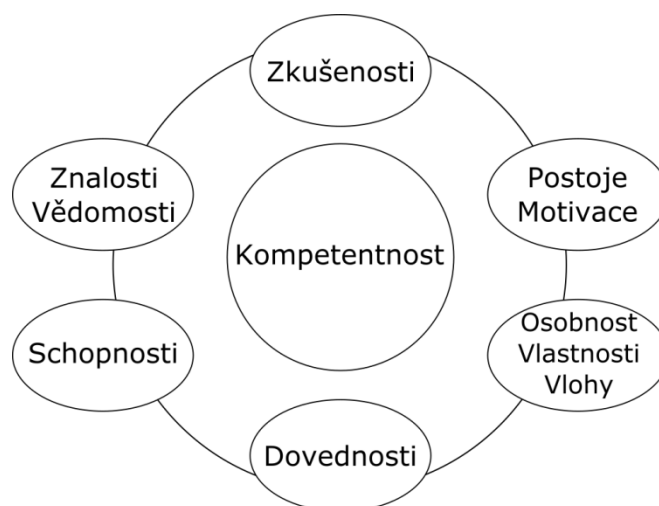 Zkušenosti
Znalosti
Vědomosti
Postoje
Motivace
Kompetentnost
Schopnosti
Osobnost
Vlastnosti
Vlohy
Dovednosti